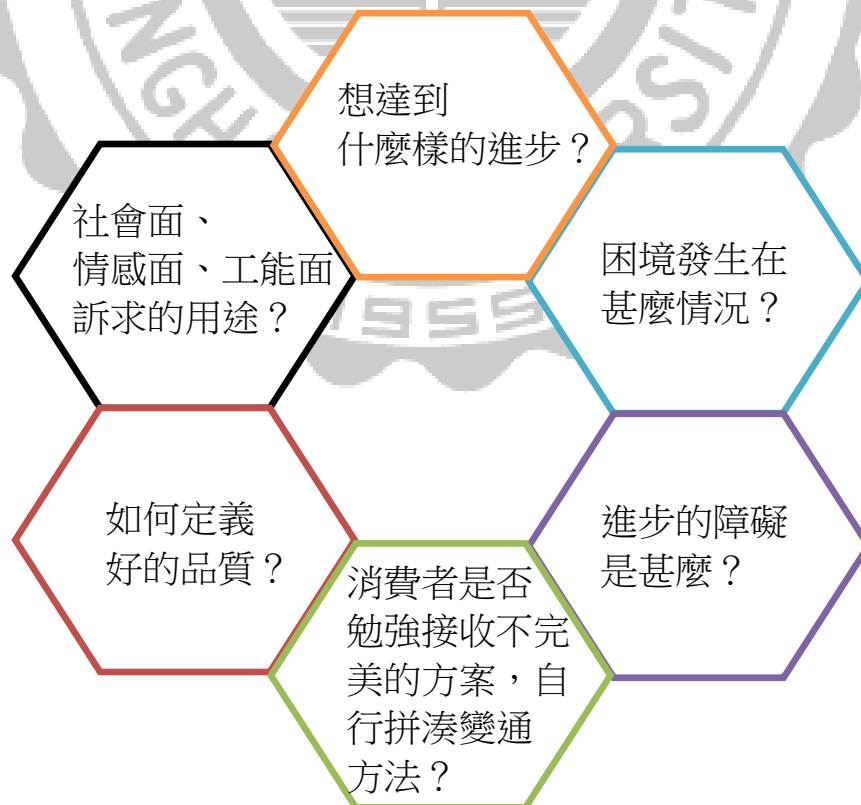 想達到
什麼樣的進步？
社會面、
情感面、工能面
訴求的用途？
困境發生在
甚麼情況？
如何定義
好的品質？
進步的障礙
是甚麼？
消費者是否
勉強接收不完
美的方案，自
行拼湊變通
方法？
1955